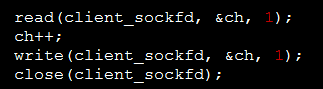 read(client_sockfd, &ch, 1);
ch++;
write(client_sockfd, &ch, 1);
close(client_sockfd);